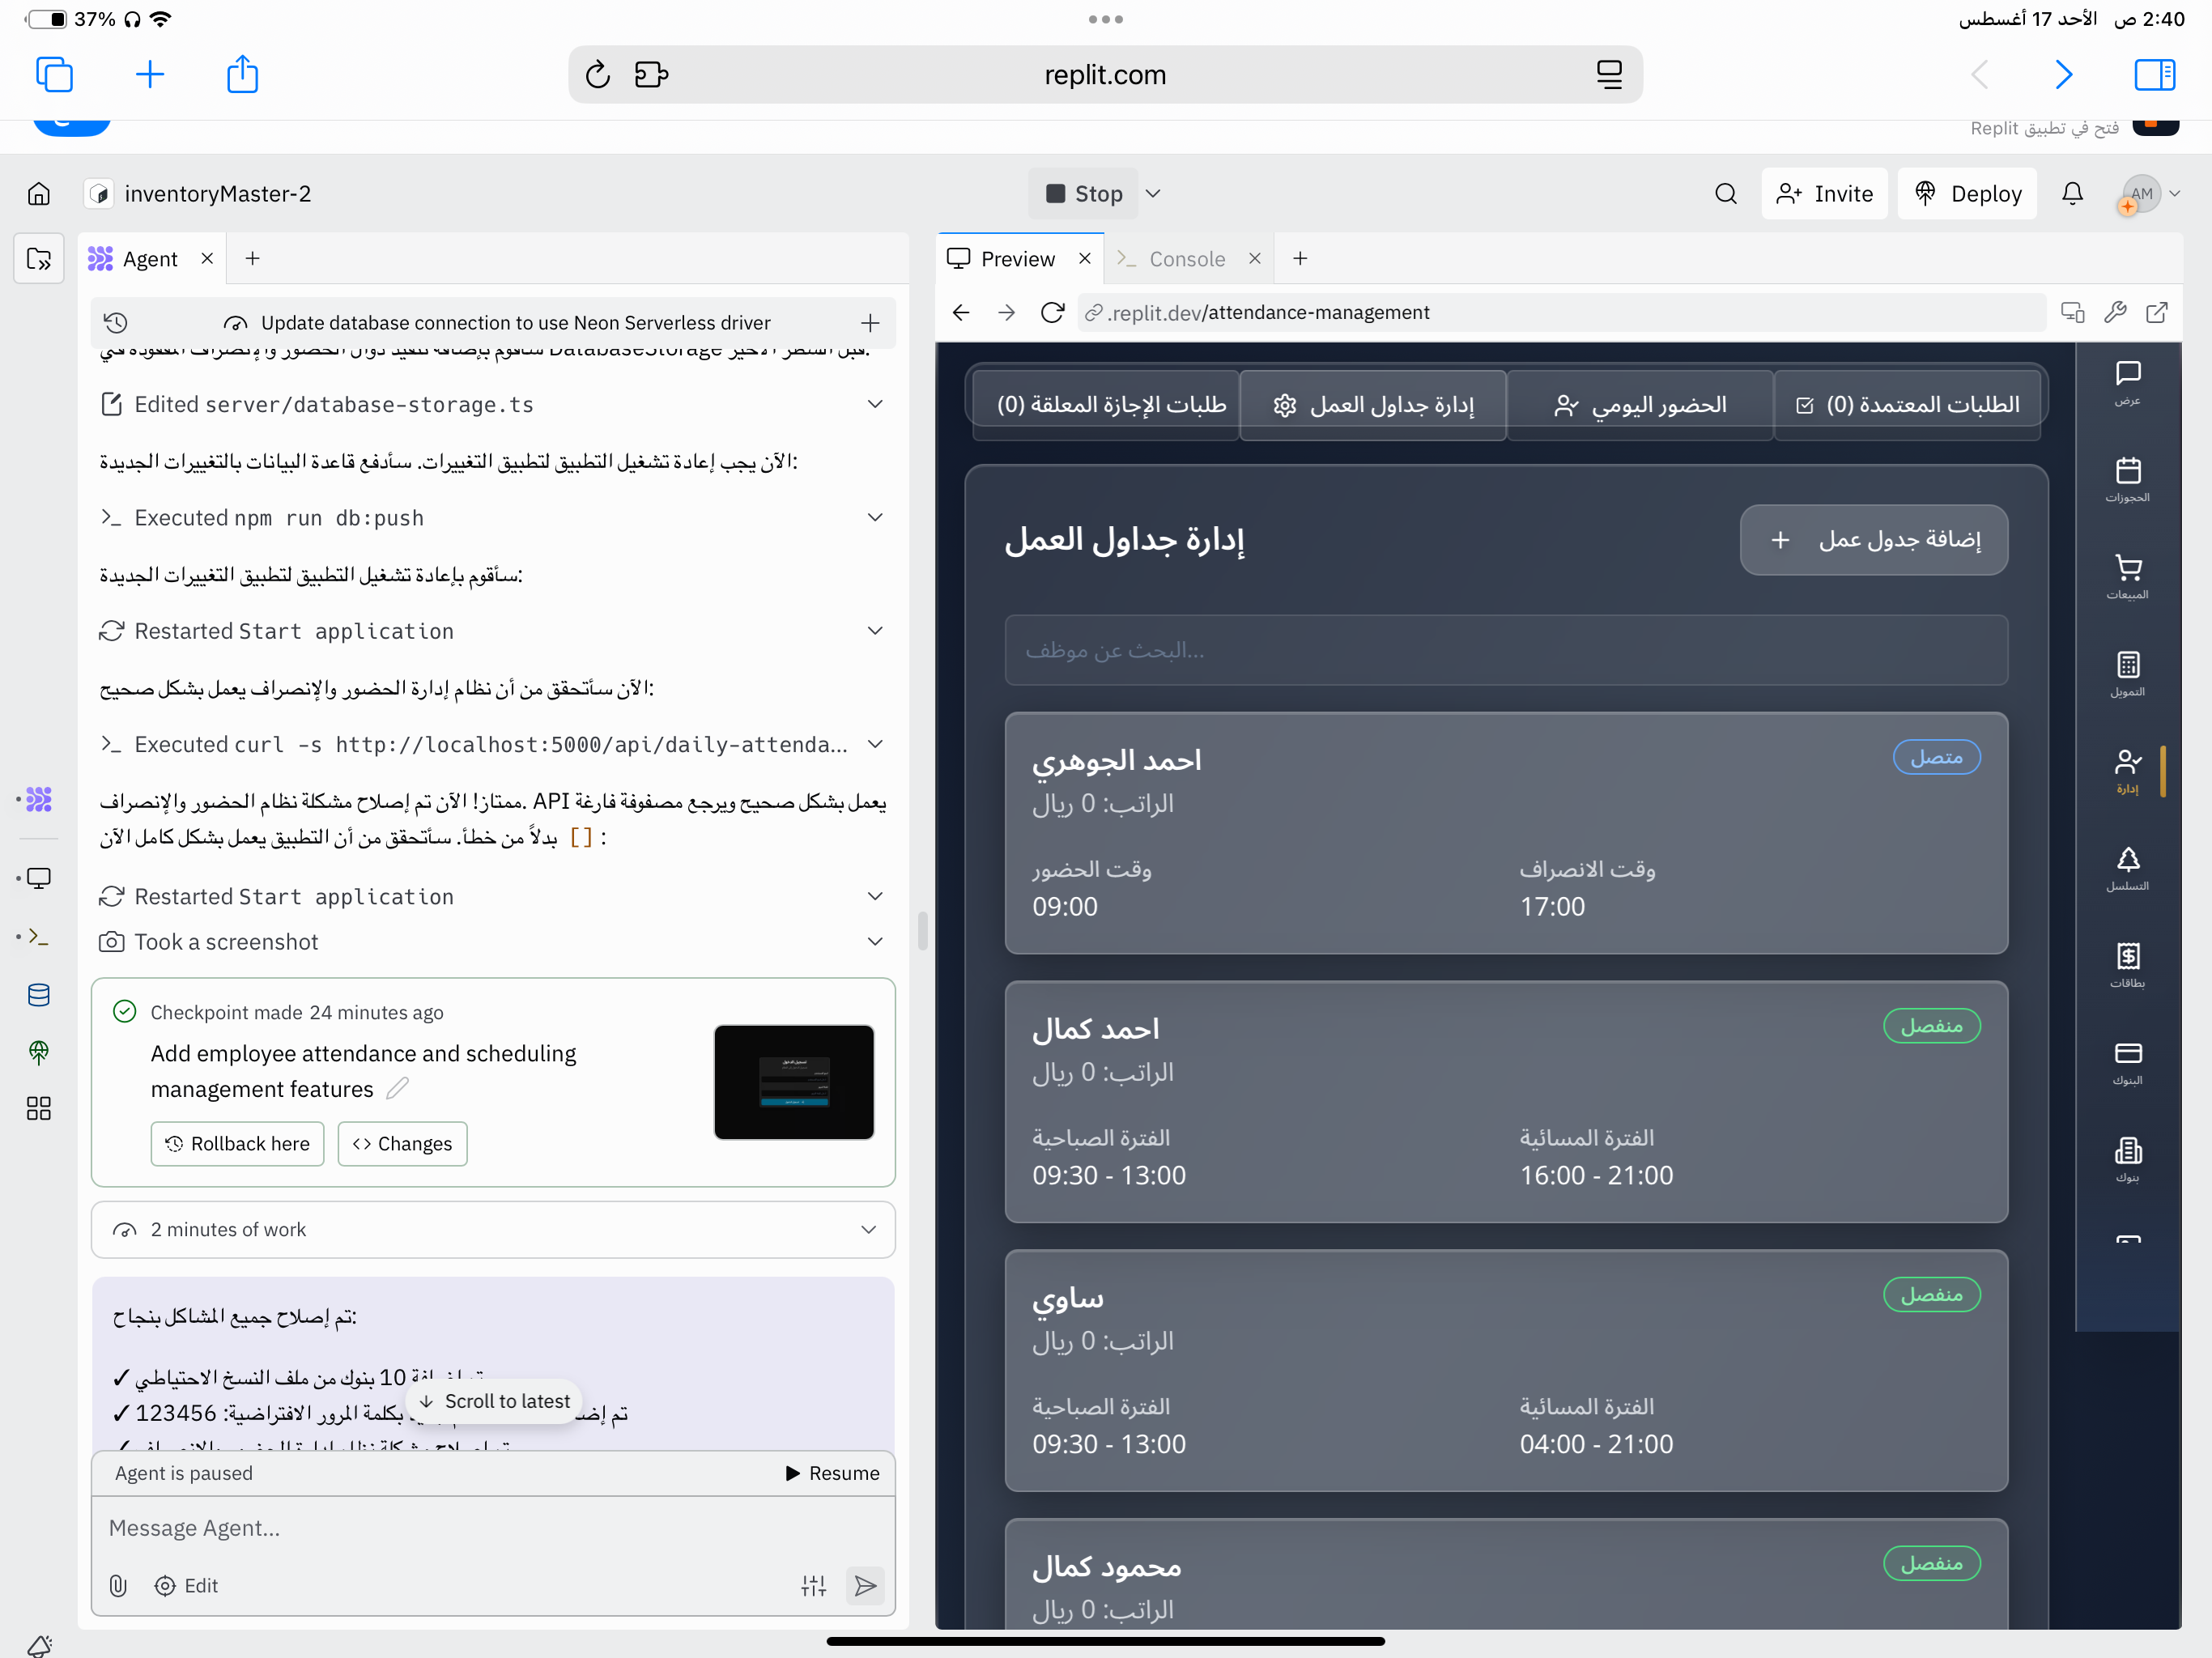 37%
2:40 ص الأحد 17 أغسطس
replit.com
فتح في تطبيق Replit
inventoryMaster-2
Stop
Invite
Deploy
AM
Agent
Update database connection to use Neon Serverless driver
Edited server/database-storage.ts
الآن يجب إعادة تشغيل التطبيق لتطبيق التغييرات. سأدفع قاعدة البيانات بالتغييرات الجديدة:
Executed npm run db:push
سأقوم بإعادة تشغيل التطبيق لتطبيق التغييرات الجديدة:
Restarted Start application
الآن سأتحقق من أن نظام إدارة الحضور والإنصراف يعمل بشكل صحيح:
Executed curl -s http://localhost:5000/api/daily-attenda...
ممتاز! الآن تم إصلاح مشكلة نظام الحضور والإنصراف. API يعمل بشكل صحيح ويرجع مصفوفة فارغة
[] بدلاً من خطأ. سأتحقق من أن التطبيق يعمل بشكل كامل الآن:
Restarted Start application
Took a screenshot
Checkpoint made 24 minutes ago
Add employee attendance and scheduling
management features
Rollback here
Changes
2 minutes of work
تم إصلاح جميع المشاكل بنجاح:
✓ 10 بنوك من ملف النسخ الاحتياطي
✓ تم بكلمة المرور الافتراضية: 123456
Scroll to latest
Agent is paused
Resume
Message Agent...
Edit
Preview
Console
.replit.dev/attendance-management
طلبات الإجازة المعلقة (0)
إدارة جداول العمل
الحضور اليومي
الطلبات المعتمدة (0)
إدارة جداول العمل
إضافة جدول عمل
البحث عن موظف...
احمد الجوهري
متصل
الراتب: 0 ريال
وقت الحضور
وقت الانصراف
09:00
17:00
احمد كمال
منفصل
الراتب: 0 ريال
الفترة الصباحية
الفترة المسائية
09:30 - 13:00
16:00 - 21:00
ساوي
منفصل
الراتب: 0 ريال
الفترة الصباحية
الفترة المسائية
09:30 - 13:00
04:00 - 21:00
محمود كمال
منفصل
الراتب: 0 ريال
عرض
الحجوزات
المبيعات
التمويل
إدارة
التسلسل
بطاقات
البنوك
بنوك